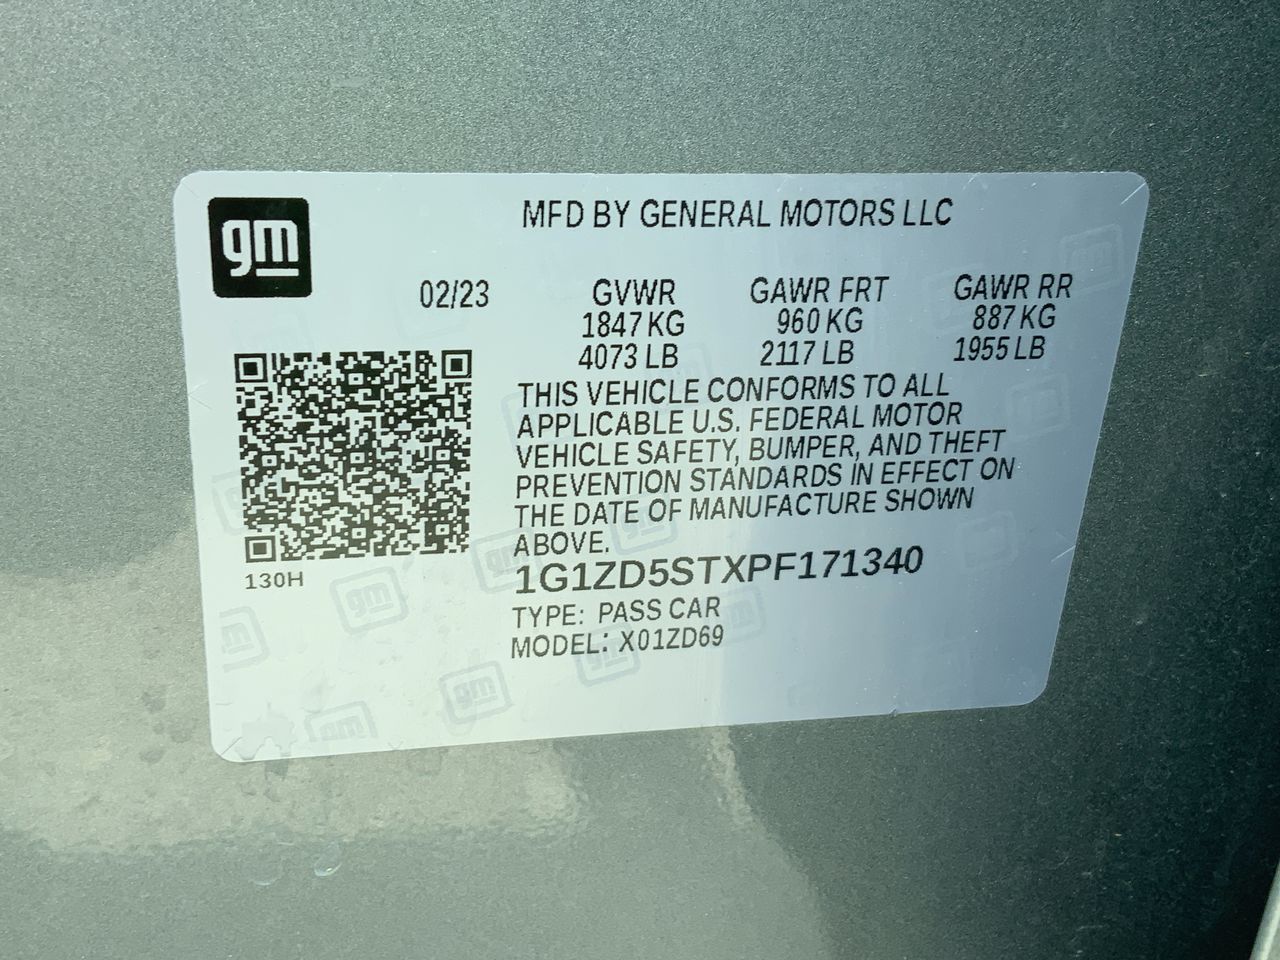 gm
MFD BY GENERAL MOTORS LLC
02/23 GVWR GAWR FRT GAWR RR
1847 KG 960 KG 887 KG
4073 LB 2117 LB 1955 LB
THIS VEHICLE CONFORMS TO ALL
APPLICABLE U.S. FEDERAL MOTOR
VEHICLE SAFETY, BUMPER, AND THEFT
PREVENTION STANDARDS IN EFFECT ON
THE DATE OF MANUFACTURE SHOWN
ABOVE.
130H
1G1ZD5STXPF171340
TYPE: PASS CAR
MODEL: X01ZD69